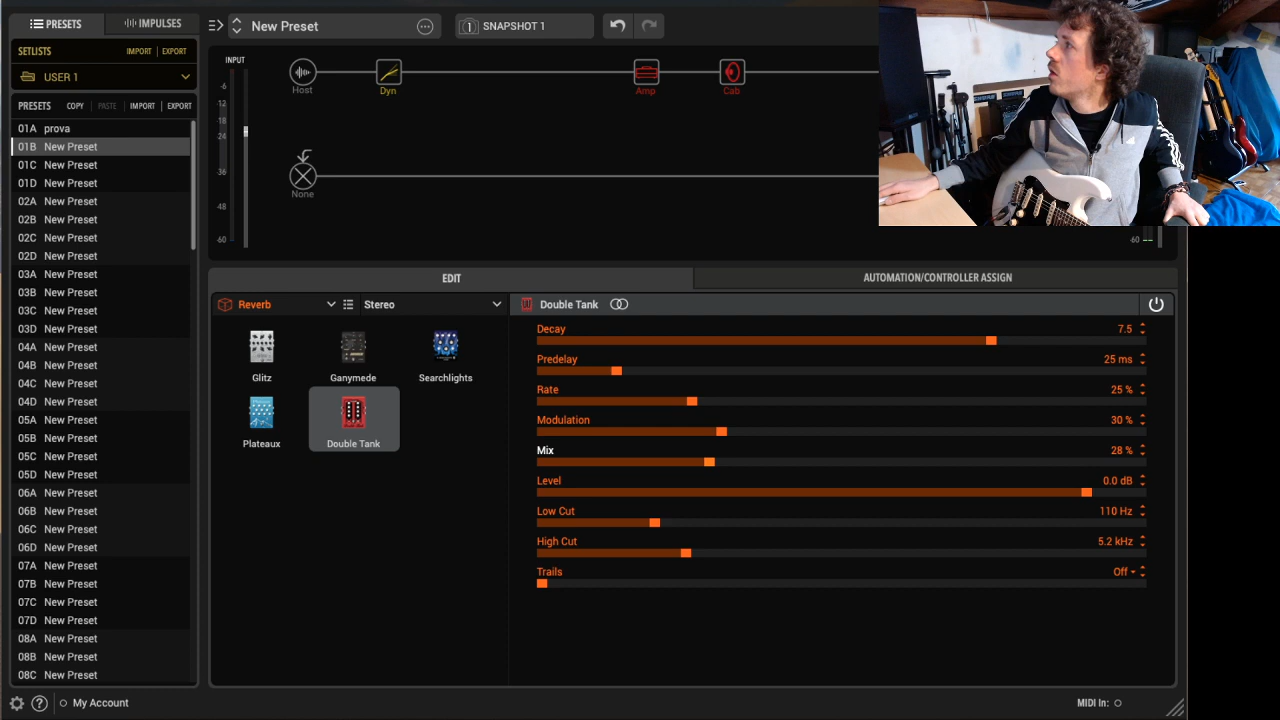 PRESETS
IMPULSES
SETLISTS
IMPORT
EXPORT
USER 1
PRESETS
COPY
PASTE
IMPORT
EXPORT
01A prova
01B New Preset
01C New Preset
01D New Preset
02A New Preset
02B New Preset
02C New Preset
02D New Preset
03A New Preset
03B New Preset
03C New Preset
03D New Preset
04A New Preset
04B New Preset
04C New Preset
04D New Preset
05A New Preset
05B New Preset
05C New Preset
05D New Preset
06A New Preset
06B New Preset
06C New Preset
06D New Preset
07A New Preset
07B New Preset
07C New Preset
07D New Preset
08A New Preset
08B New Preset
08C New Preset
My Account
New Preset
1 SNAPSHOT 1
INPUT
-6
-12
-18
-24
-36
-48
-60
Host
Dyn
Amp
Cab
None
-60
EDIT
AUTOMATION/CONTROLLER ASSIGN
Reverb
Stereo
Glitz
Ganymede
Searchlights
Plateaux
Double Tank
Double Tank
Decay 7.5
Predelay 25 ms
Rate 25 %
Modulation 30 %
Mix 28 %
Level 0.0 dB
Low Cut 110 Hz
High Cut 5.2 kHz
Trails Off
MIDI In: